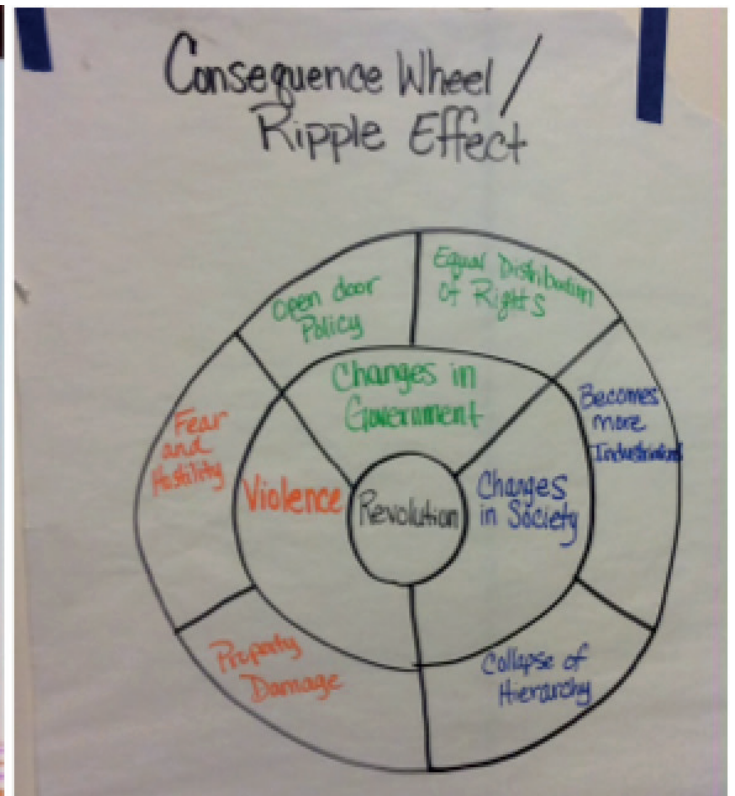 Consequence Wheel /
Ripple Effect
Open door
Policy
Equal Distribution
of Rights
Changes in
Government
Fear
and
Hostility
Violence
Revolution
Changes
in Society
Becomes
more
Property
Damage
Collapse of
Hierarchy